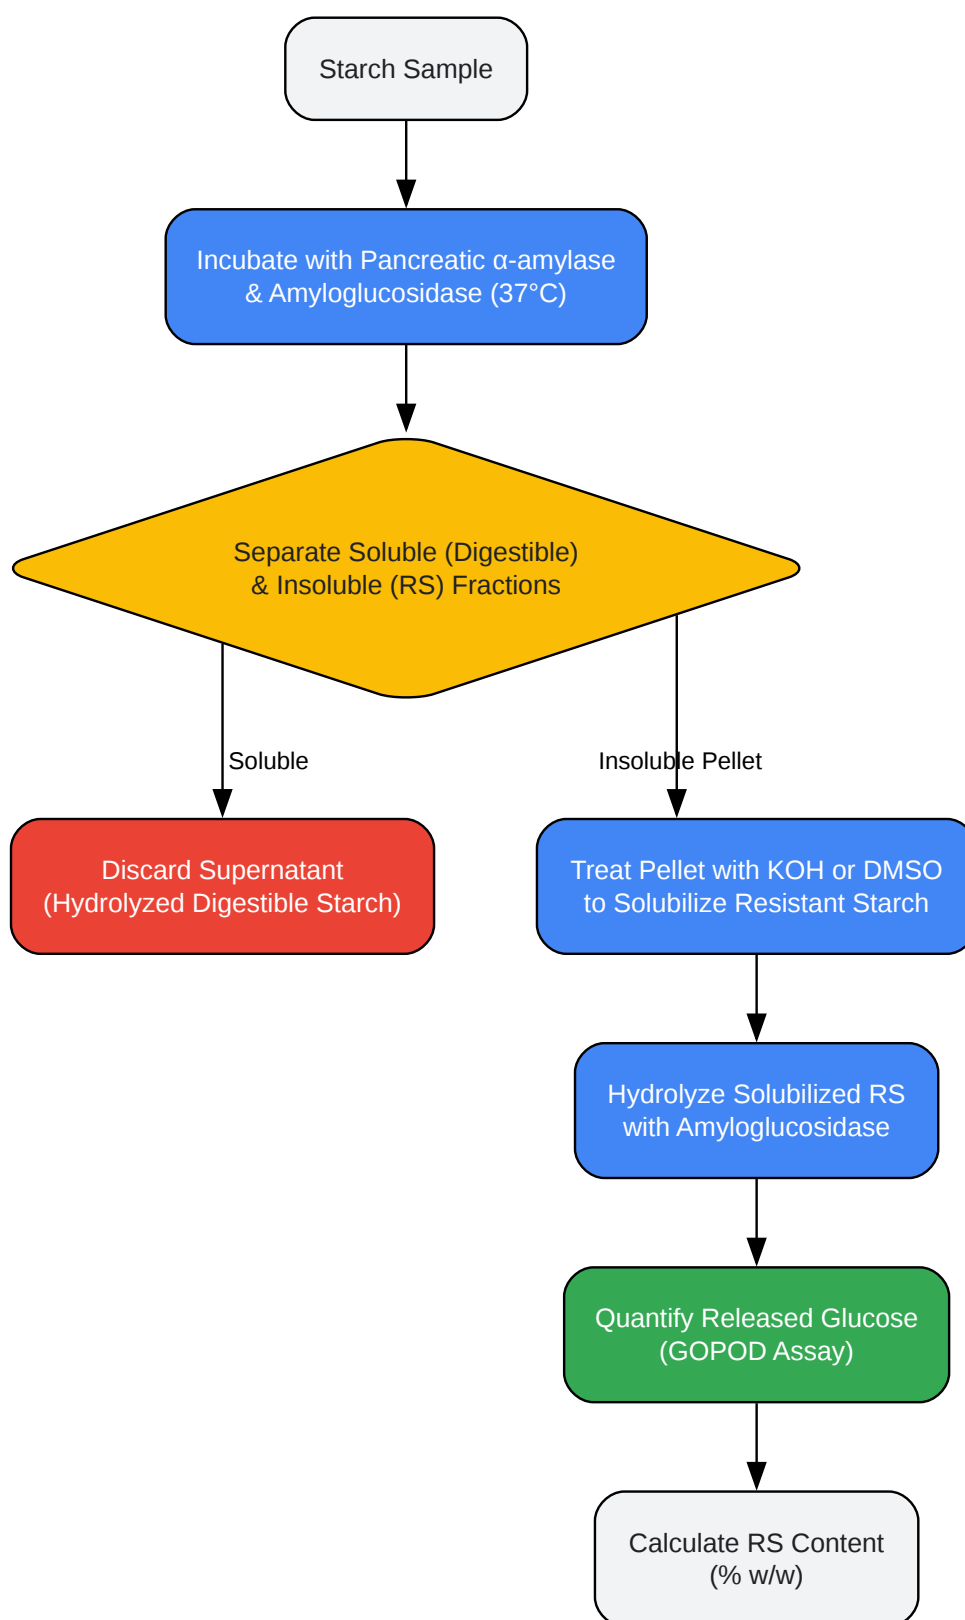 Starch Sample
Incubate with Pancreatic α-amylase
& Amyloglucosidase (37°C)
Separate Soluble (Digestible)
& Insoluble (RS) Fractions
Soluble
Insoluble Pellet
Discard Supernatant
(Hydrolyzed Digestible Starch)
Treat Pellet with KOH or DMSO
to Solubilize Resistant Starch
Hydrolyze Solubilized RS
with Amyloglucosidase
Quantify Released Glucose
(GOPOD Assay)
Calculate RS Content
(% w/w)